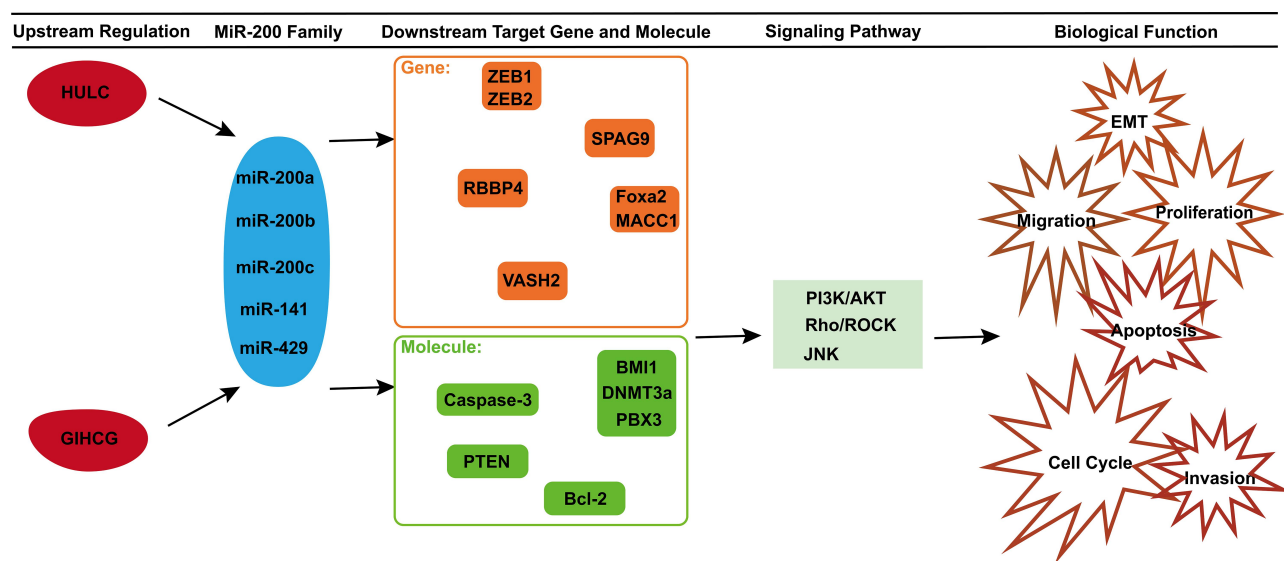 Upstream Regulation
MiR-200 Family
Downstream Target Gene and Molecule
Signaling Pathway
Biological Function
HULC
GIHCG
miR-200a
miR-200b
miR-200c
miR-141
miR-429
Gene:
ZEB1
ZEB2
SPAG9
RBBP4
Foxa2
MACC1
VASH2
Molecule:
BMI1
DNMT3a
PBX3
Caspase-3
PTEN
Bcl-2
PI3K/AKT
Rho/ROCK
JNK
EMT
Migration
Proliferation
Apoptosis
Cell Cycle
Invasion